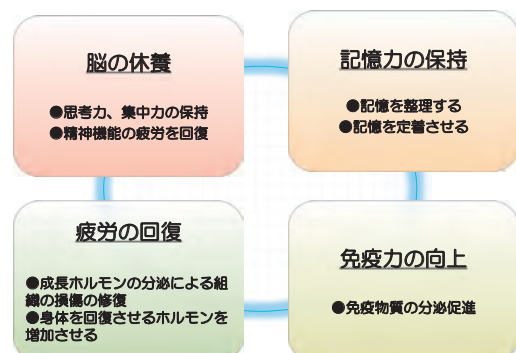 脳の休養
●思考力、集中力の保持
●精神機能の疲労を回復
記憶力の保持
●記憶を整理する
●記憶を定着させる
疲労の回復
●成長ホルモンの分泌による組
織の損傷の修復
●身体を回復させるホルモンを
増加させる
免疫力の向上
●免疫物質の分泌促進